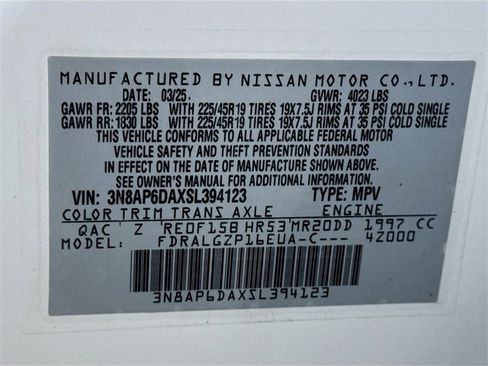 MANUFACTURED BY NISSAN MOTOR CO.,LTD.
DATE: 03/25. GVWR: 4023 LBS
GAWR FR: 2205 LBS WITH 225/45R19 TIRES 19X7.5J RIMS AT 35 PSI COLD SINGLE
GAWR RR: 1830 LBS WITH 225/45R19 TIRES 19X7.5J RIMS AT 35 PSI COLD SINGLE
THIS VEHICLE CONFORMS TO ALL APPLICABLE FEDERAL MOTOR
VEHICLE SAFETY AND THEFT PREVENTION STANDARDS
IN EFFECT ON THE DATE OF MANUFACTURE SHOWN ABOVE.
SEE OWNER'S MANUAL FOR ADDITIONAL INFORMATION.
VIN: 3N8AP6DAXSL394123 TYPE: MPV
COLOR TRIM TRANS AXLE ENGINE
QAC Z RE0F15B HR53 MR20DD 1997 CC
MODEL: FDRALGZP16EUA-C--- 4Z000
3N8AP6DAXSL394123